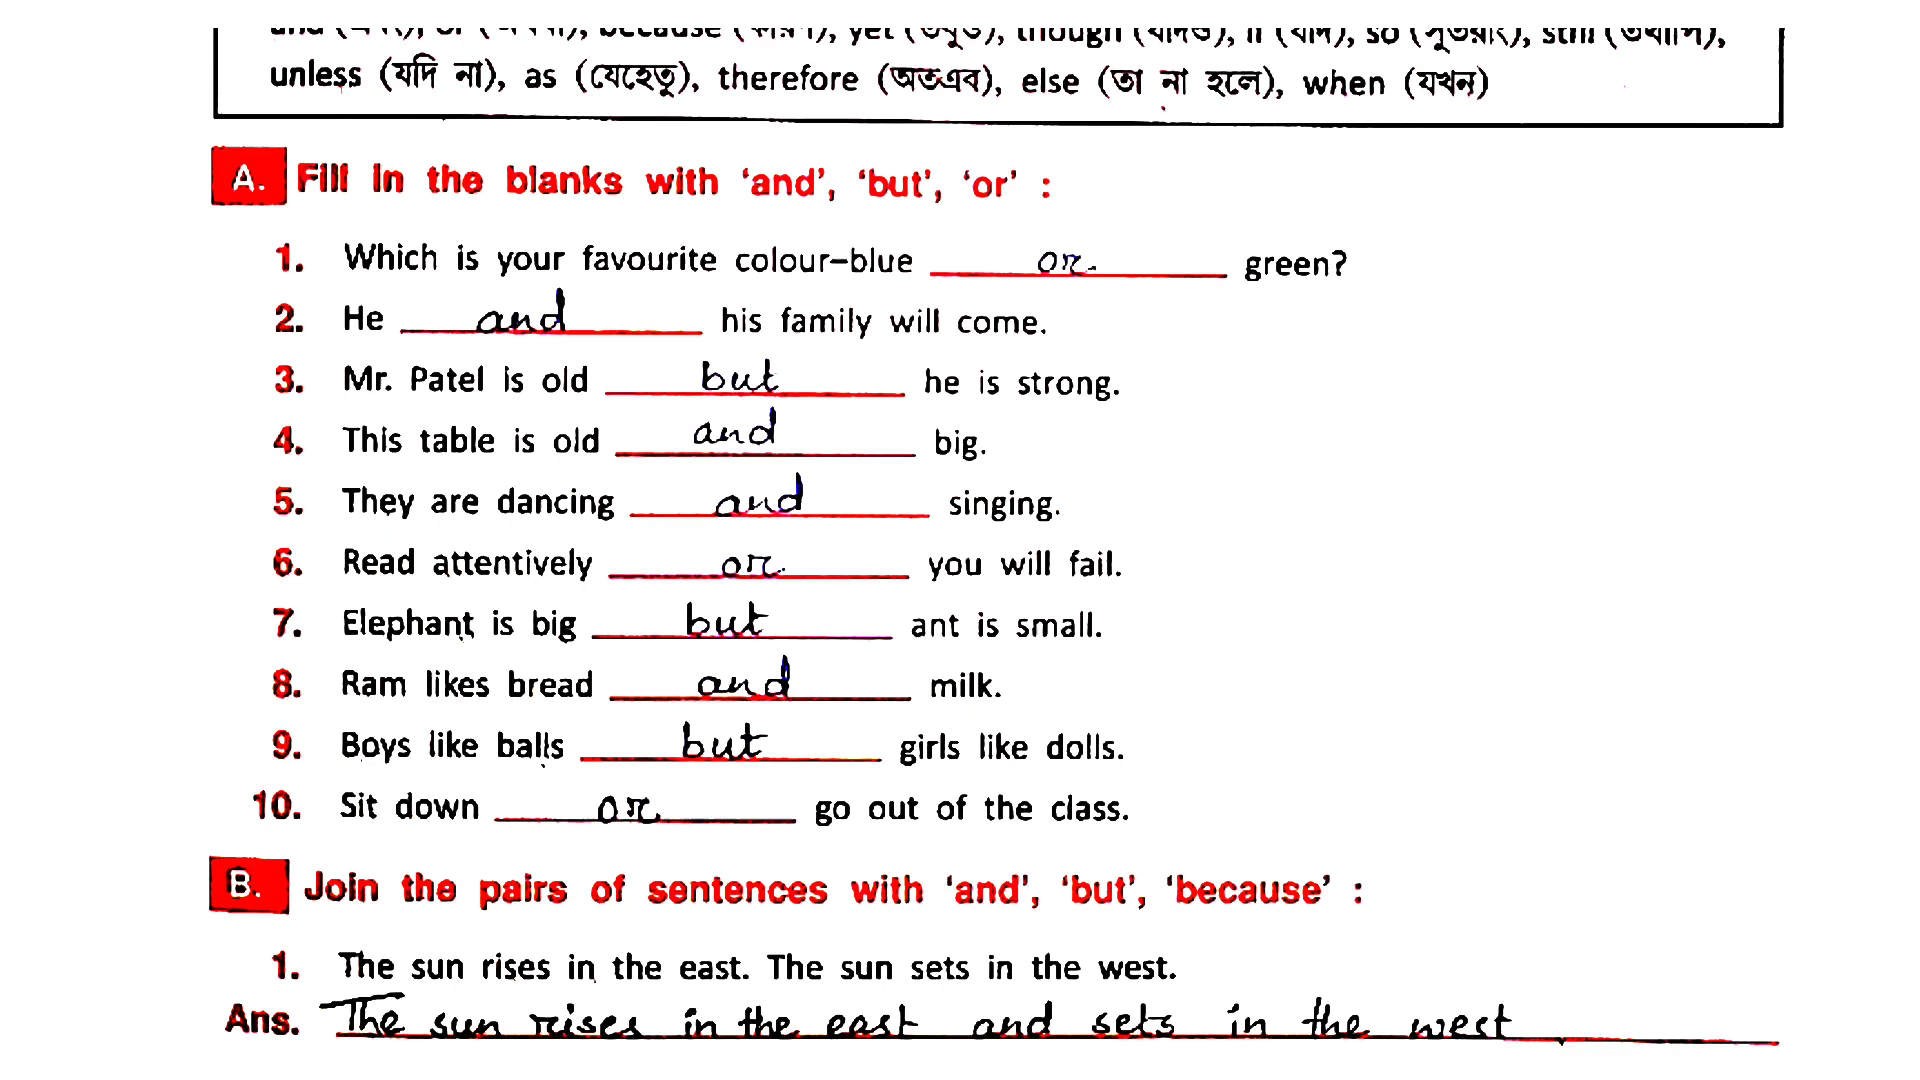 unless (যদি না), as (যেহেতু), therefore (অতএব), else (তা না হলে), when (যখন)
A. Fill in the blanks with ‘and’, ‘but’, ‘or’ :
1. Which is your favourite colour–blue or green?
2. He and his family will come.
3. Mr. Patel is old but he is strong.
4. This table is old and big.
5. They are dancing and singing.
6. Read attentively or you will fail.
7. Elephant is big but ant is small.
8. Ram likes bread and milk.
9. Boys like balls but girls like dolls.
10. Sit down or go out of the class.
B. Join the pairs of sentences with ‘and’, ‘but’, ‘because’ :
1. The sun rises in the east. The sun sets in the west.
Ans. The sun rises in the east and sets in the west